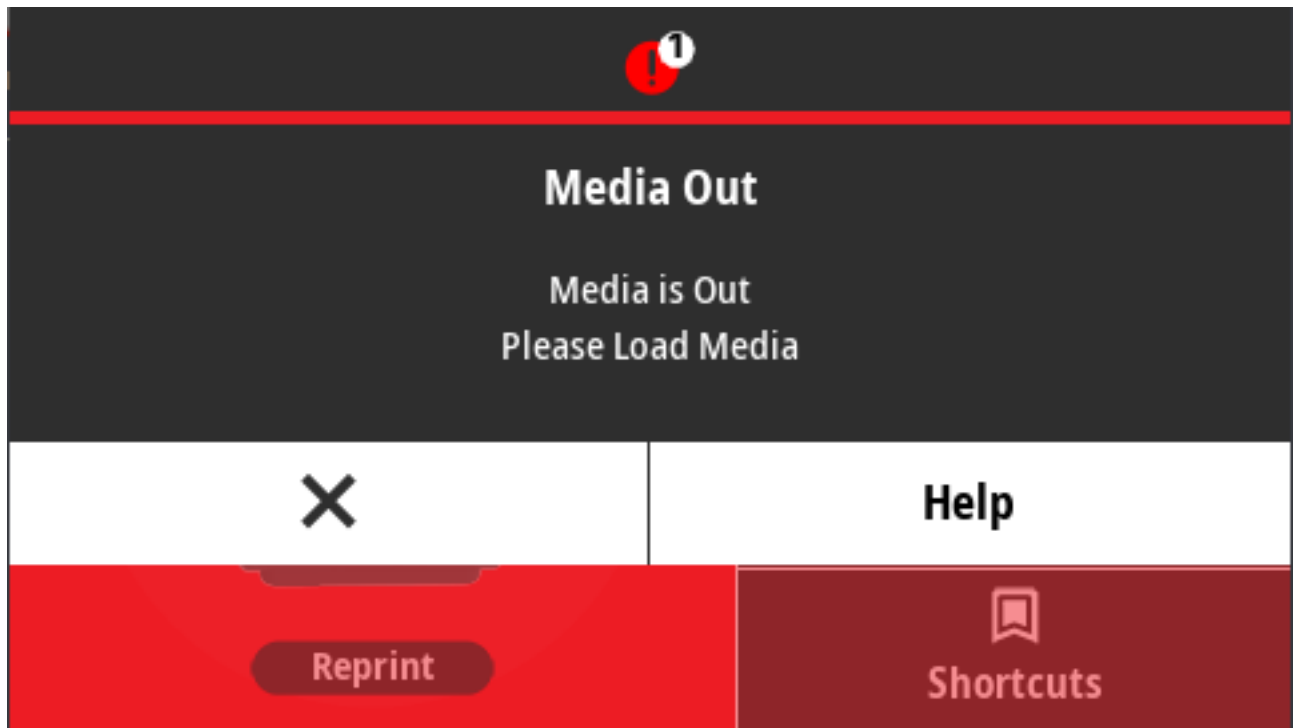 1
Media Out
Media is Out
Please Load Media
Help
Reprint
Shortcuts